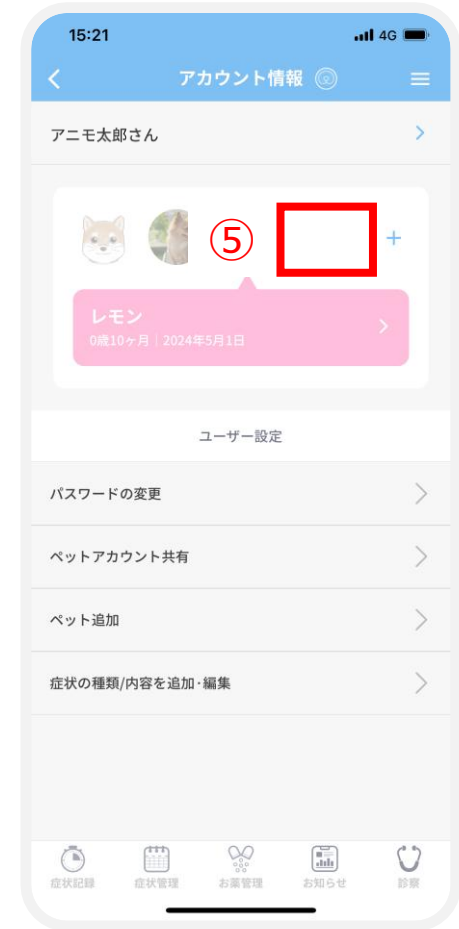 15:21
4G
アカウント情報
アニモ太郎さん
⑤
+
レモン
0歳10ヶ月｜2024年5月1日
ユーザー設定
パスワードの変更
ペットアカウント共有
ペット追加
症状の種類/内容を追加·編集
症状記録 症状管理 お薬管理 お知らせ 診察